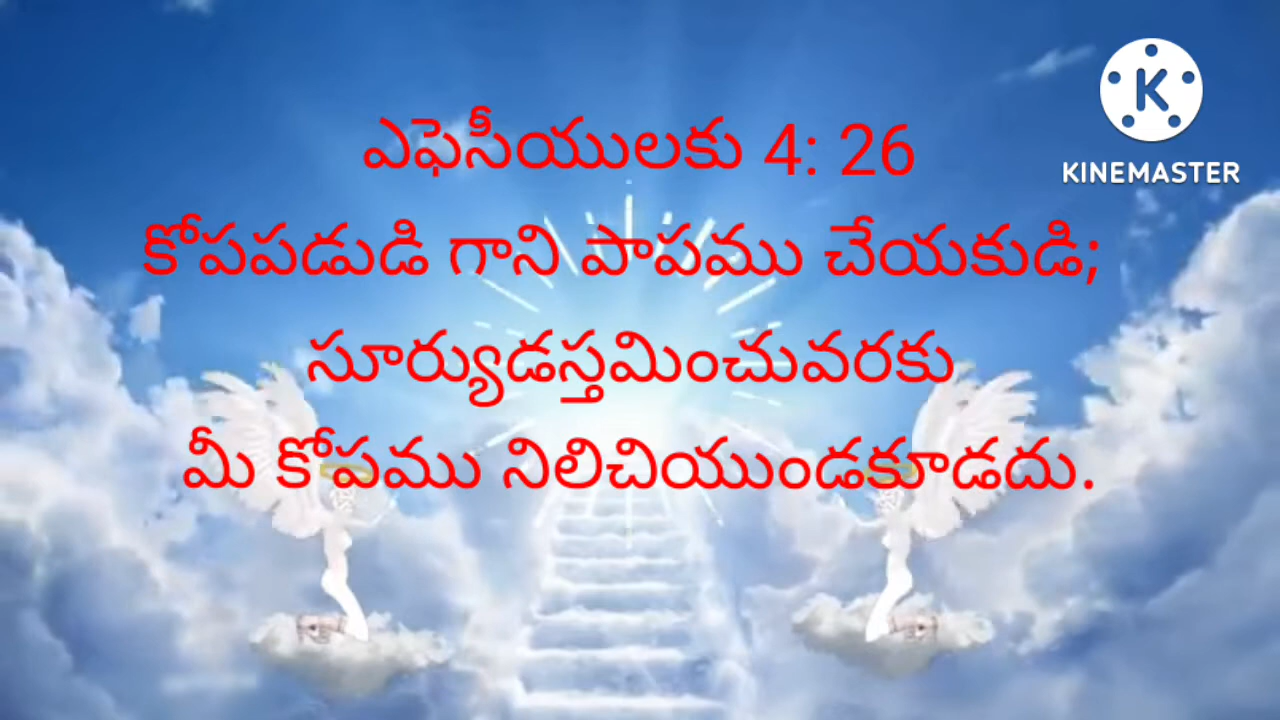 ఎఫెసీయులకు 4: 26
కోపపడుడి గాని పాపము చేయకుడి;
సూర్యుడస్తమించువరకు
మీ కోపము నిలిచియుండకూడదు.
K
KINEMASTER